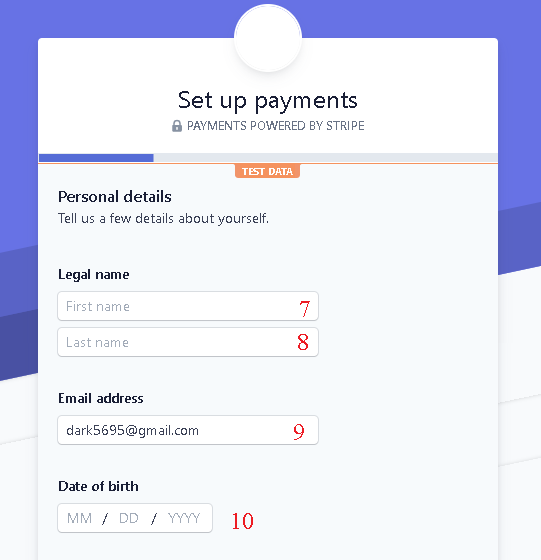 Set up payments
PAYMENTS POWERED BY STRIPE
TEST DATA
Personal details
Tell us a few details about yourself.
Legal name
First name 7
Last name 8
Email address
dark5695@gmail.com 9
Date of birth
MM / DD / YYYY 10